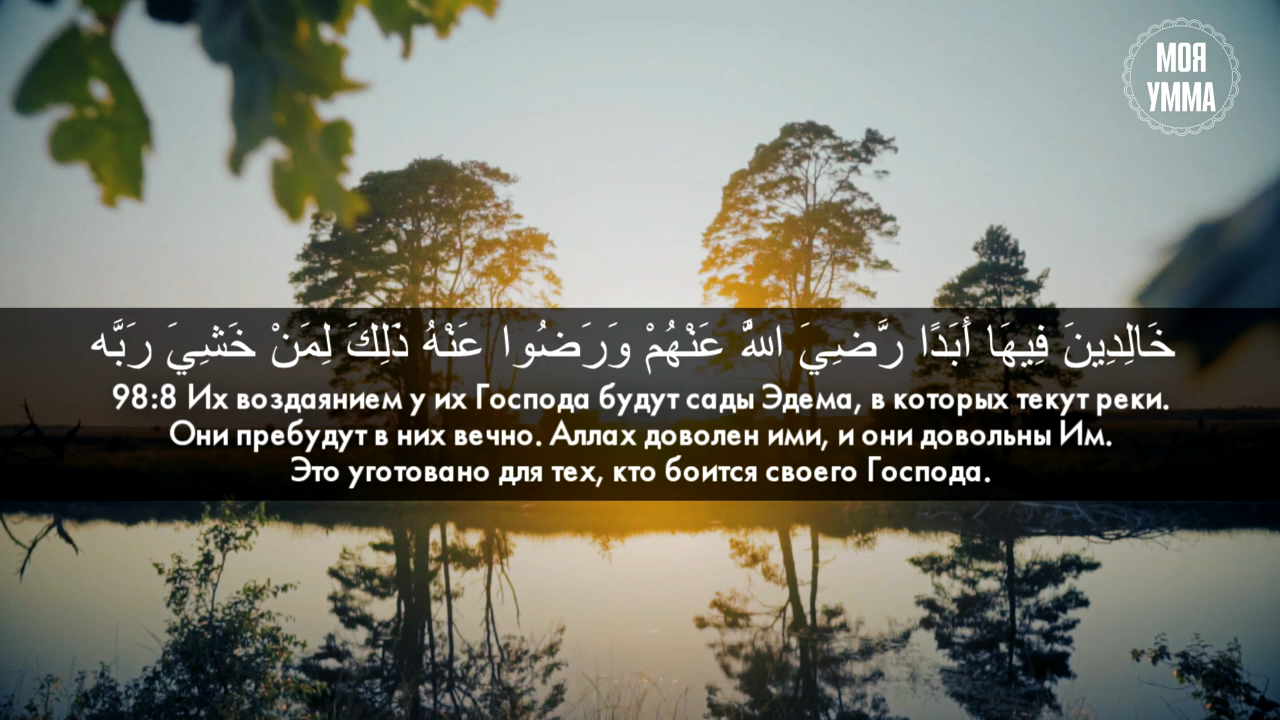 МОЯ
УММА
خَالِدِينَ فِيهَا أَبَدًا رَّضِيَ اللَّهُ عَنْهُمْ وَرَضُوا عَنْهُ ذَلِكَ لِمَنْ خَشِيَ رَبَّه
98:8 Их воздаянием у их Господа будут сады Эдема, в которых текут реки.
Они пребудут в них вечно. Аллах доволен ими, и они довольны Им.
Это уготовано для тех, кто боится своего Господа.